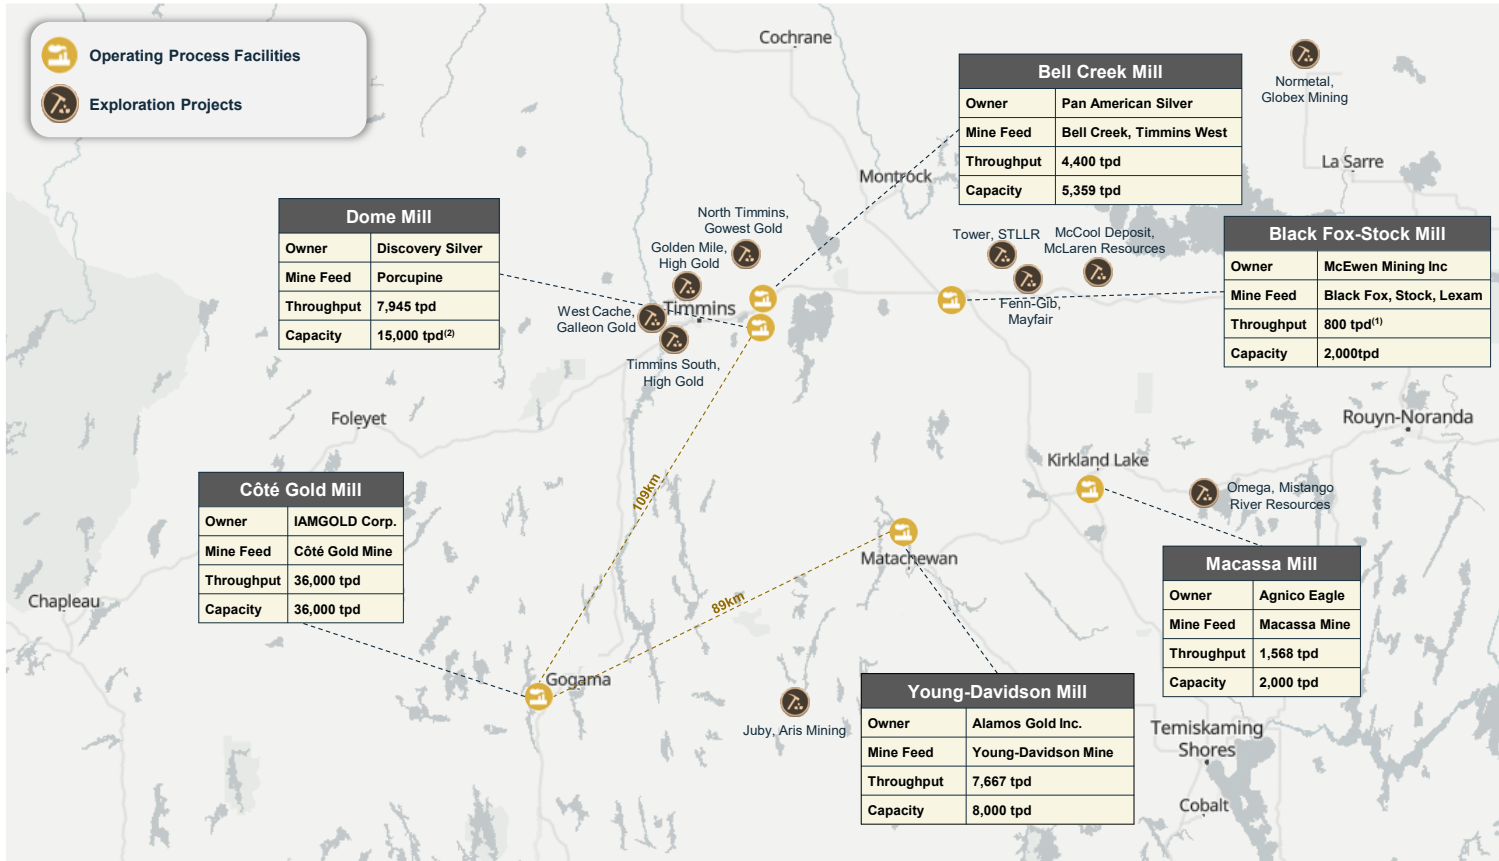 Operating Process Facilities
Exploration Projects
Cochrane
Normetal,
Globex Mining
La Sarre
Montrock
Bell Creek Mill
Owner Pan American Silver
Mine Feed Bell Creek, Timmins West
Throughput 4,400 tpd
Capacity 5,359 tpd
Dome Mill
Owner Discovery Silver
Mine Feed Porcupine
Throughput 7,945 tpd
Capacity 15,000 tpd(2)
North Timmins,
Gowest Gold
Golden Mile,
High Gold
West Cache,
Galleon Gold
Timmins
Timmins South,
High Gold
Tower, STLLR
McCool Deposit,
McLaren Resources
Fenn-Gib,
Mayfair
Black Fox-Stock Mill
Owner McEwen Mining Inc
Mine Feed Black Fox, Stock, Lexam
Throughput 800 tpd(1)
Capacity 2,000tpd
Foleyet
Rouyn-Noranda
Kirkland Lake
Omega, Mistango
River Resources
109km
Côté Gold Mill
Owner IAMGOLD Corp.
Mine Feed Côté Gold Mine
Throughput 36,000 tpd
Capacity 36,000 tpd
Matachewan
89km
Chapleau
Gogama
Macassa Mill
Owner Agnico Eagle
Mine Feed Macassa Mine
Throughput 1,568 tpd
Capacity 2,000 tpd
Juby, Aris Mining
Young-Davidson Mill
Owner Alamos Gold Inc.
Mine Feed Young-Davidson Mine
Throughput 7,667 tpd
Capacity 8,000 tpd
Temiskaming
Shores
Cobalt